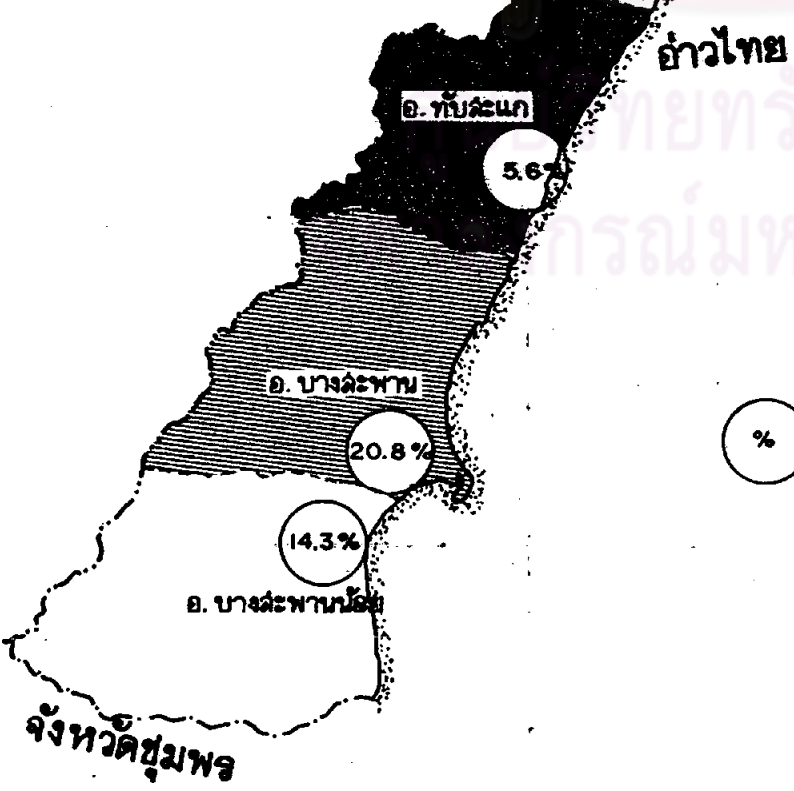 อ่าวไทย
อ. ทับสะแก
5.6%
อ. บางสะพาน
20.8%
%
14.3%
อ. บางสะพานน้อย
จังหวัดชุมพร